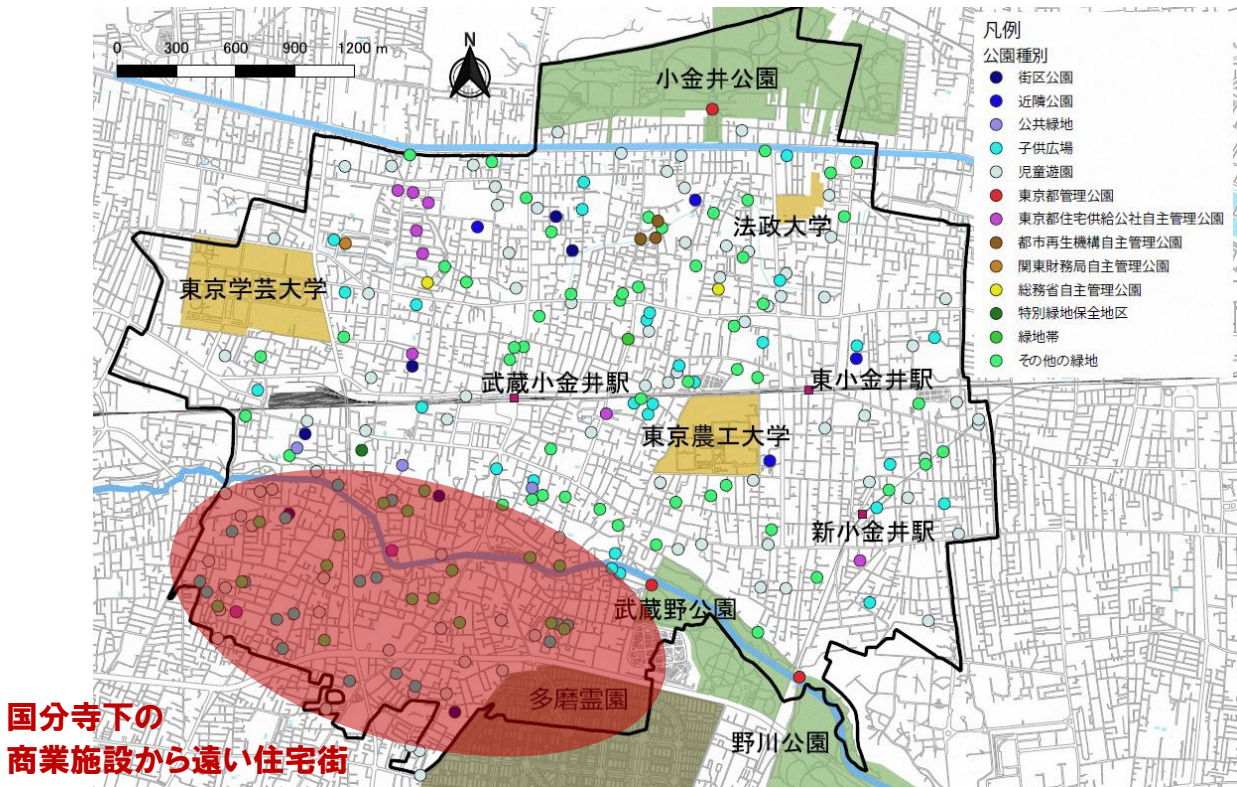 0 300 600 900 1200 m
N
小金井公園
凡例
公園種別
街区公園
近隣公園
公共緑地
子供広場
児童遊園
東京都管理公園
東京都住宅供給公社自主管理公園
都市再生機構自主管理公園
関東財務局自主管理公園
総務省自主管理公園
特別緑地保全地区
緑地帯
その他の緑地
法政大学
東京学芸大学
武蔵小金井駅
東小金井駅
東京農工大学
新小金井駅
武蔵野公園
多磨霊園
野川公園
国分寺下の
商業施設から遠い住宅街